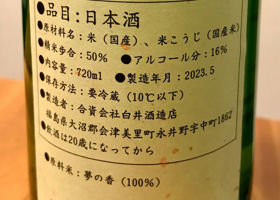 ●品目:日本酒
●原材料名:米(国産)、米こうじ(国産米)
●精米歩合:50% ●アルコール分:16%
●内容量:720ml ●製造年月:2023.5
●保存方法:要冷蔵(10℃以下)
●製造者:合資会社白井酒造店
福島県大沼郡会津美里町永井野字中町1862
●飲酒は20歳になってから
●原料米:夢の香(100%)